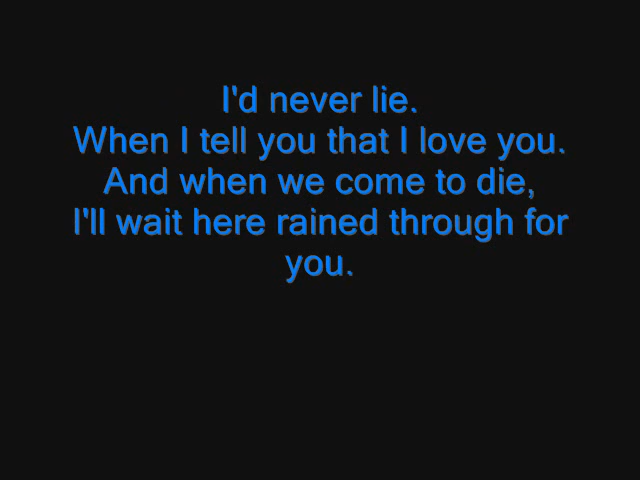 I'd never lie.
When I tell you that I love you.
And when we come to die,
I'll wait here rained through for
you.